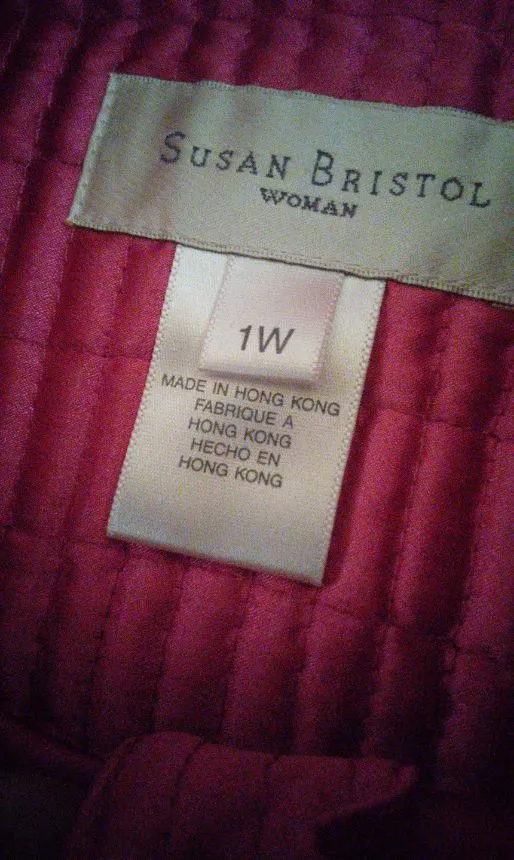 SUSAN BRISTOL
WOMAN
1W
MADE IN HONG KONG
FABRIQUE A
HONG KONG
HECHO EN
HONG KONG